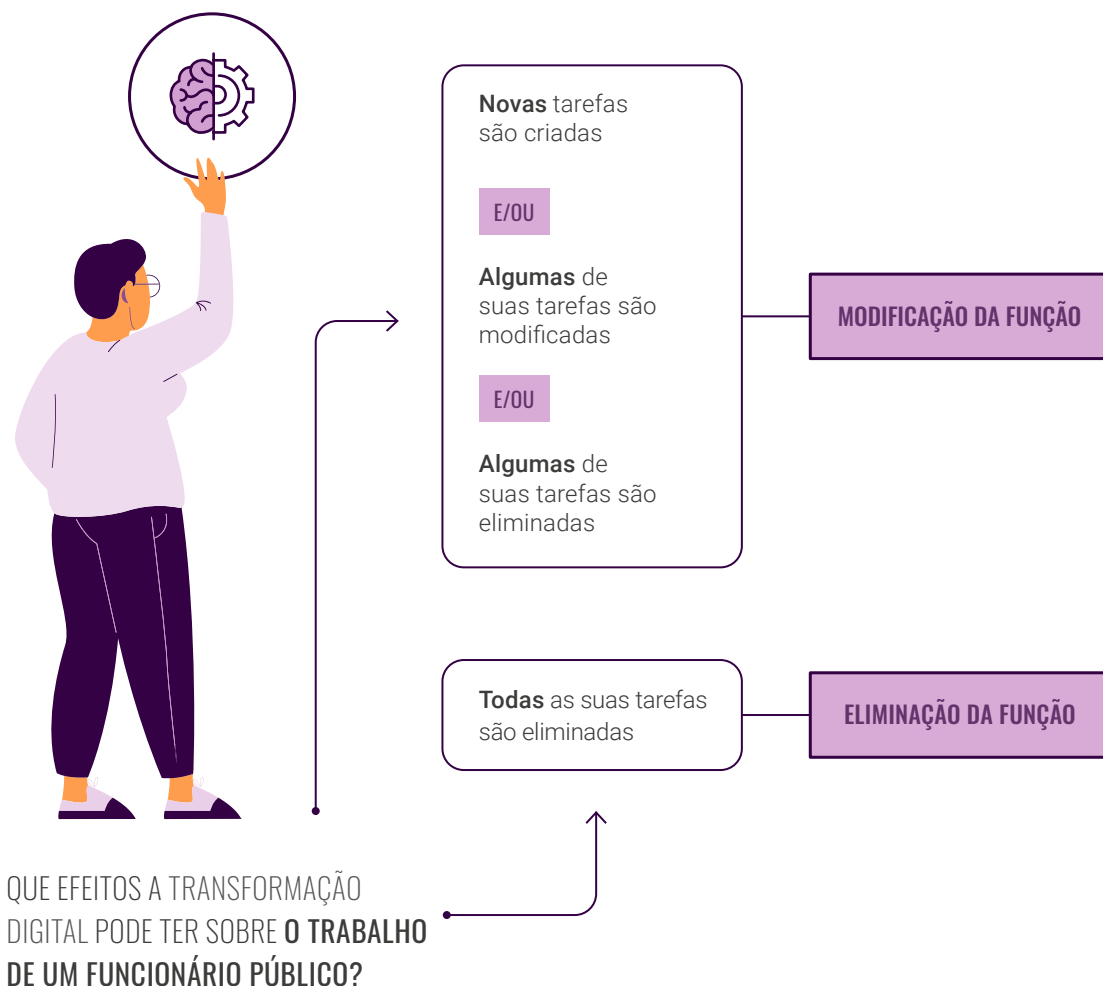 Novas tarefas
são criadas
E/OU
Algumas de
suas tarefas são
modificadas
E/OU
Algumas de
suas tarefas são
eliminadas
MODIFICAÇÃO DA FUNÇÃO
Todas as suas tarefas
são eliminadas
ELIMINAÇÃO DA FUNÇÃO
QUE EFEITOS A TRANSFORMAÇÃO
DIGITAL PODE TER SOBRE O TRABALHO
DE UM FUNCIONÁRIO PÚBLICO?